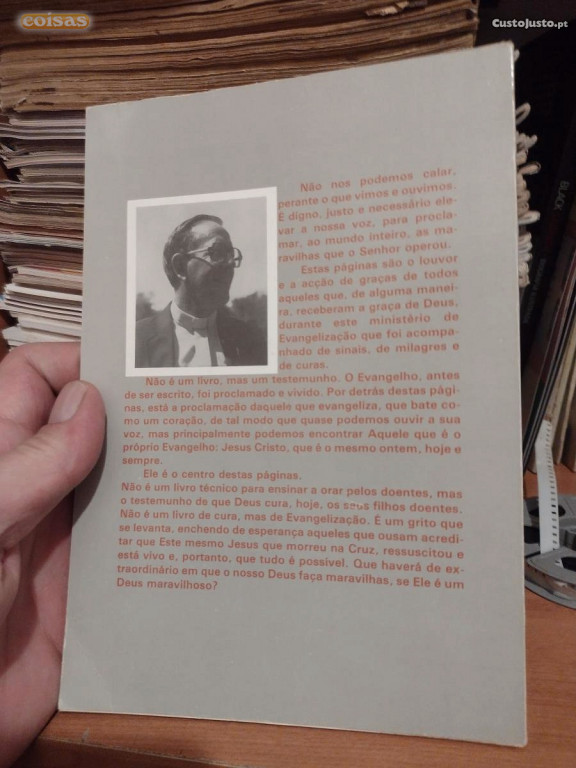 coisas
CustoJusto.pt
BLACK
Não nos podemos calar,
perante o que vimos e ouvimos.
É digno, justo e necessário ele-
var a nossa voz, para procla-
mar, ao mundo inteiro, as ma-
ravilhas que o Senhor operou.
Estas páginas são o louvor
e a acção de graças de todos
aqueles que, de alguma manei-
ra, receberam a graça de Deus,
durante este ministério de
Evangelização que foi acompa-
nhado de sinais, de milagres e
de curas.
Não é um livro, mas um testemunho. O Evangelho, antes
de ser escrito, foi proclamado e vivido. Por detrás destas pági-
nas, está a proclamação daquele que evangeliza, que bate co-
mo um coração, de tal modo que quase podemos ouvir a sua
voz, mas principalmente podemos encontrar Aquele que é o
próprio Evangelho: Jesus Cristo, que é o mesmo ontem, hoje e
sempre.
Ele é o centro destas páginas.
Não é um livro técnico para ensinar a orar pelos doentes, mas
o testemunho de que Deus cura, hoje, os seus filhos doentes.
Não é um livro de cura, mas de Evangelização. É um grito que
se levanta, enchendo de esperança aqueles que ousam acredi-
tar que Este mesmo Jesus que morreu na Cruz, ressuscitou e
está vivo e, portanto, que tudo é possível. Que haverá de ex-
traordinário em que o nosso Deus faça maravilhas, se Ele é um
Deus maravilhoso?